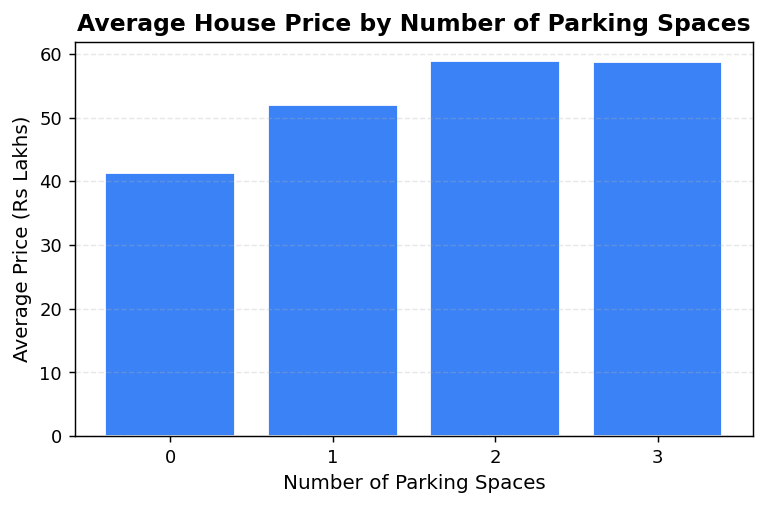 Average House Price by Number of Parking Spaces
Average Price (Rs Lakhs)
60
50
40
30
20
10
0
0 1 2 3
Number of Parking Spaces